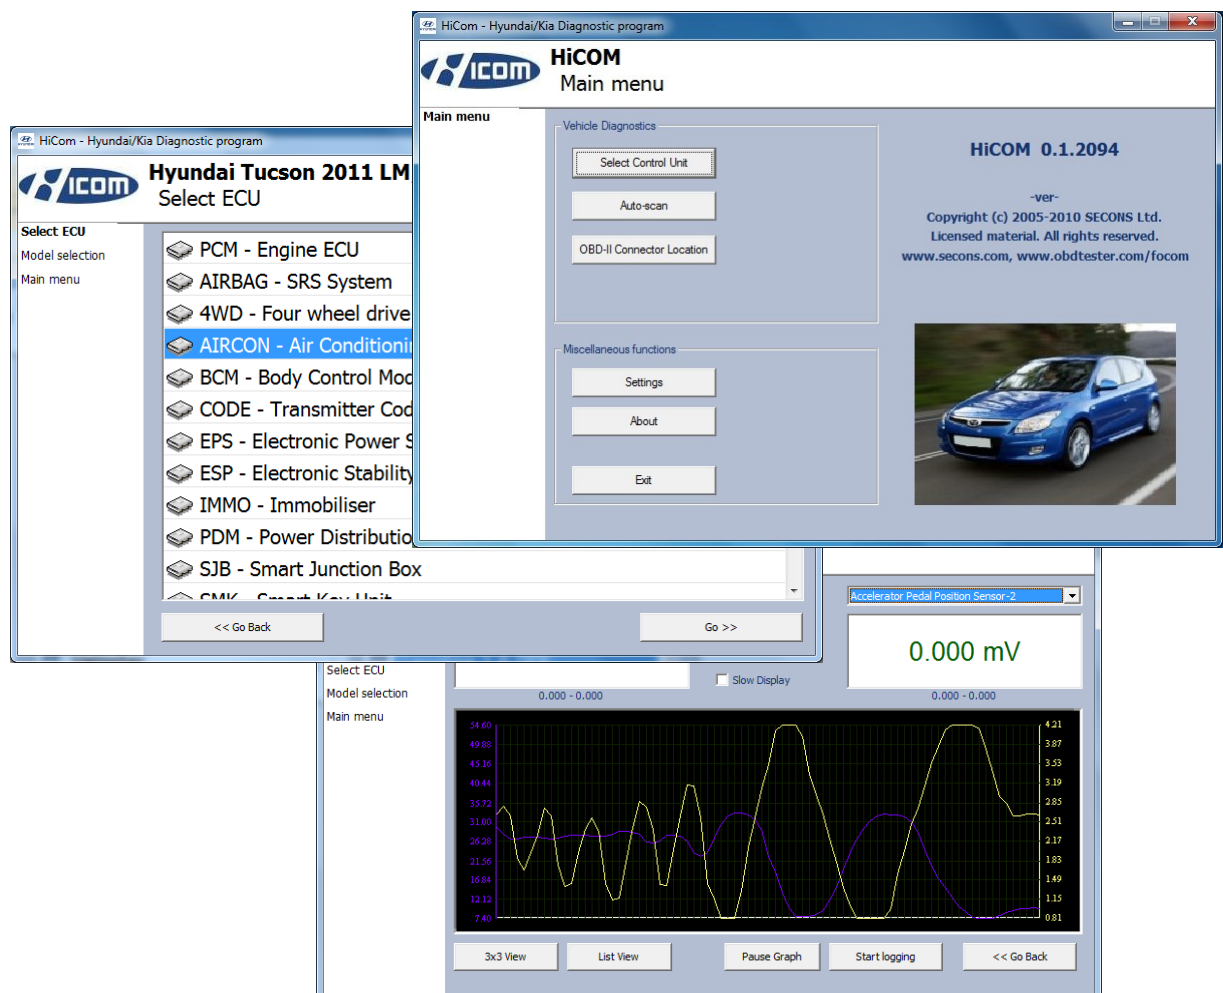 HiCom - Hyundai/Kia Diagnostic program
HICOM
HiCOM
Main menu
Main menu
Vehicle Diagnostics
Select Control Unit
Auto-scan
OBD-II Connector Location
Miscellaneous functions
Settings
About
Exit
HiCOM 0.1.2094
-ver-
Copyright (c) 2005-2010 SECONS Ltd.
Licensed material. All rights reserved.
www.secons.com, www.obdtester.com/focom
HiCom - Hyundai/Kia Diagnostic program
HICOM
Hyundai Tucson 2011 LM
Select ECU
Select ECU
Model selection
Main menu
PCM - Engine ECU
AIRBAG - SRS System
4WD - Four wheel drive
AIRCON - Air Conditioni
BCM - Body Control Mod
CODE - Transmitter Cod
EPS - Electronic Power S
ESP - Electronic Stability
IMMO - Immobiliser
PDM - Power Distributio
SJB - Smart Junction Box
SMK - Smart Key Unit
<< Go Back
Go >>
Accelerator Pedal Position Sensor-2
0.000 mV
Select ECU
Model selection
Main menu
Slow Display
0.000 - 0.000
0.000 - 0.000
54.60
49.88
45.16
40.44
35.72
31.00
26.28
21.56
16.84
12.12
7.40
4.21
3.87
3.53
3.19
2.85
2.51
2.17
1.83
1.49
1.15
0.81
3x3 View
List View
Pause Graph
Start logging
<< Go Back